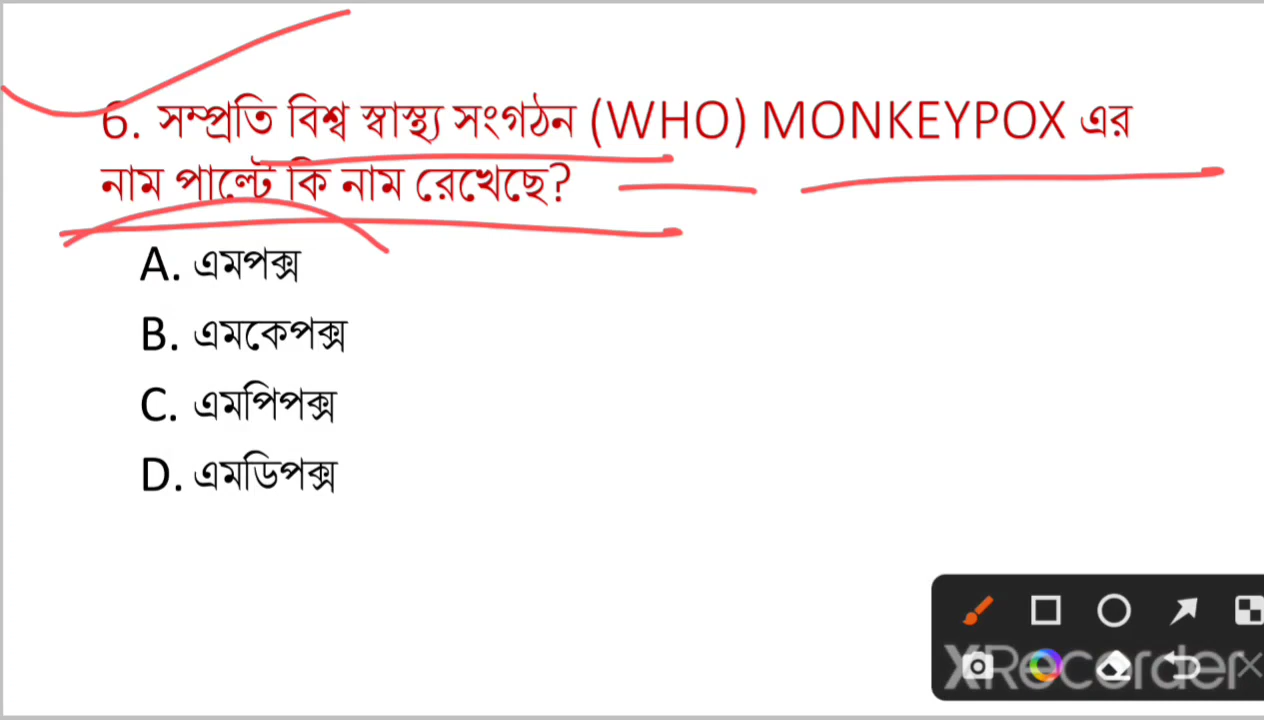 6. সম্প্রতি বিশ্ব স্বাস্থ্য সংগঠন (WHO) MONKEYPOX এর
নাম পাল্টে কি নাম রেখেছে?
A. এমপক্স
B. এমকেপক্স
C. এমপিপক্স
D. এমডিপক্স
XRecorder